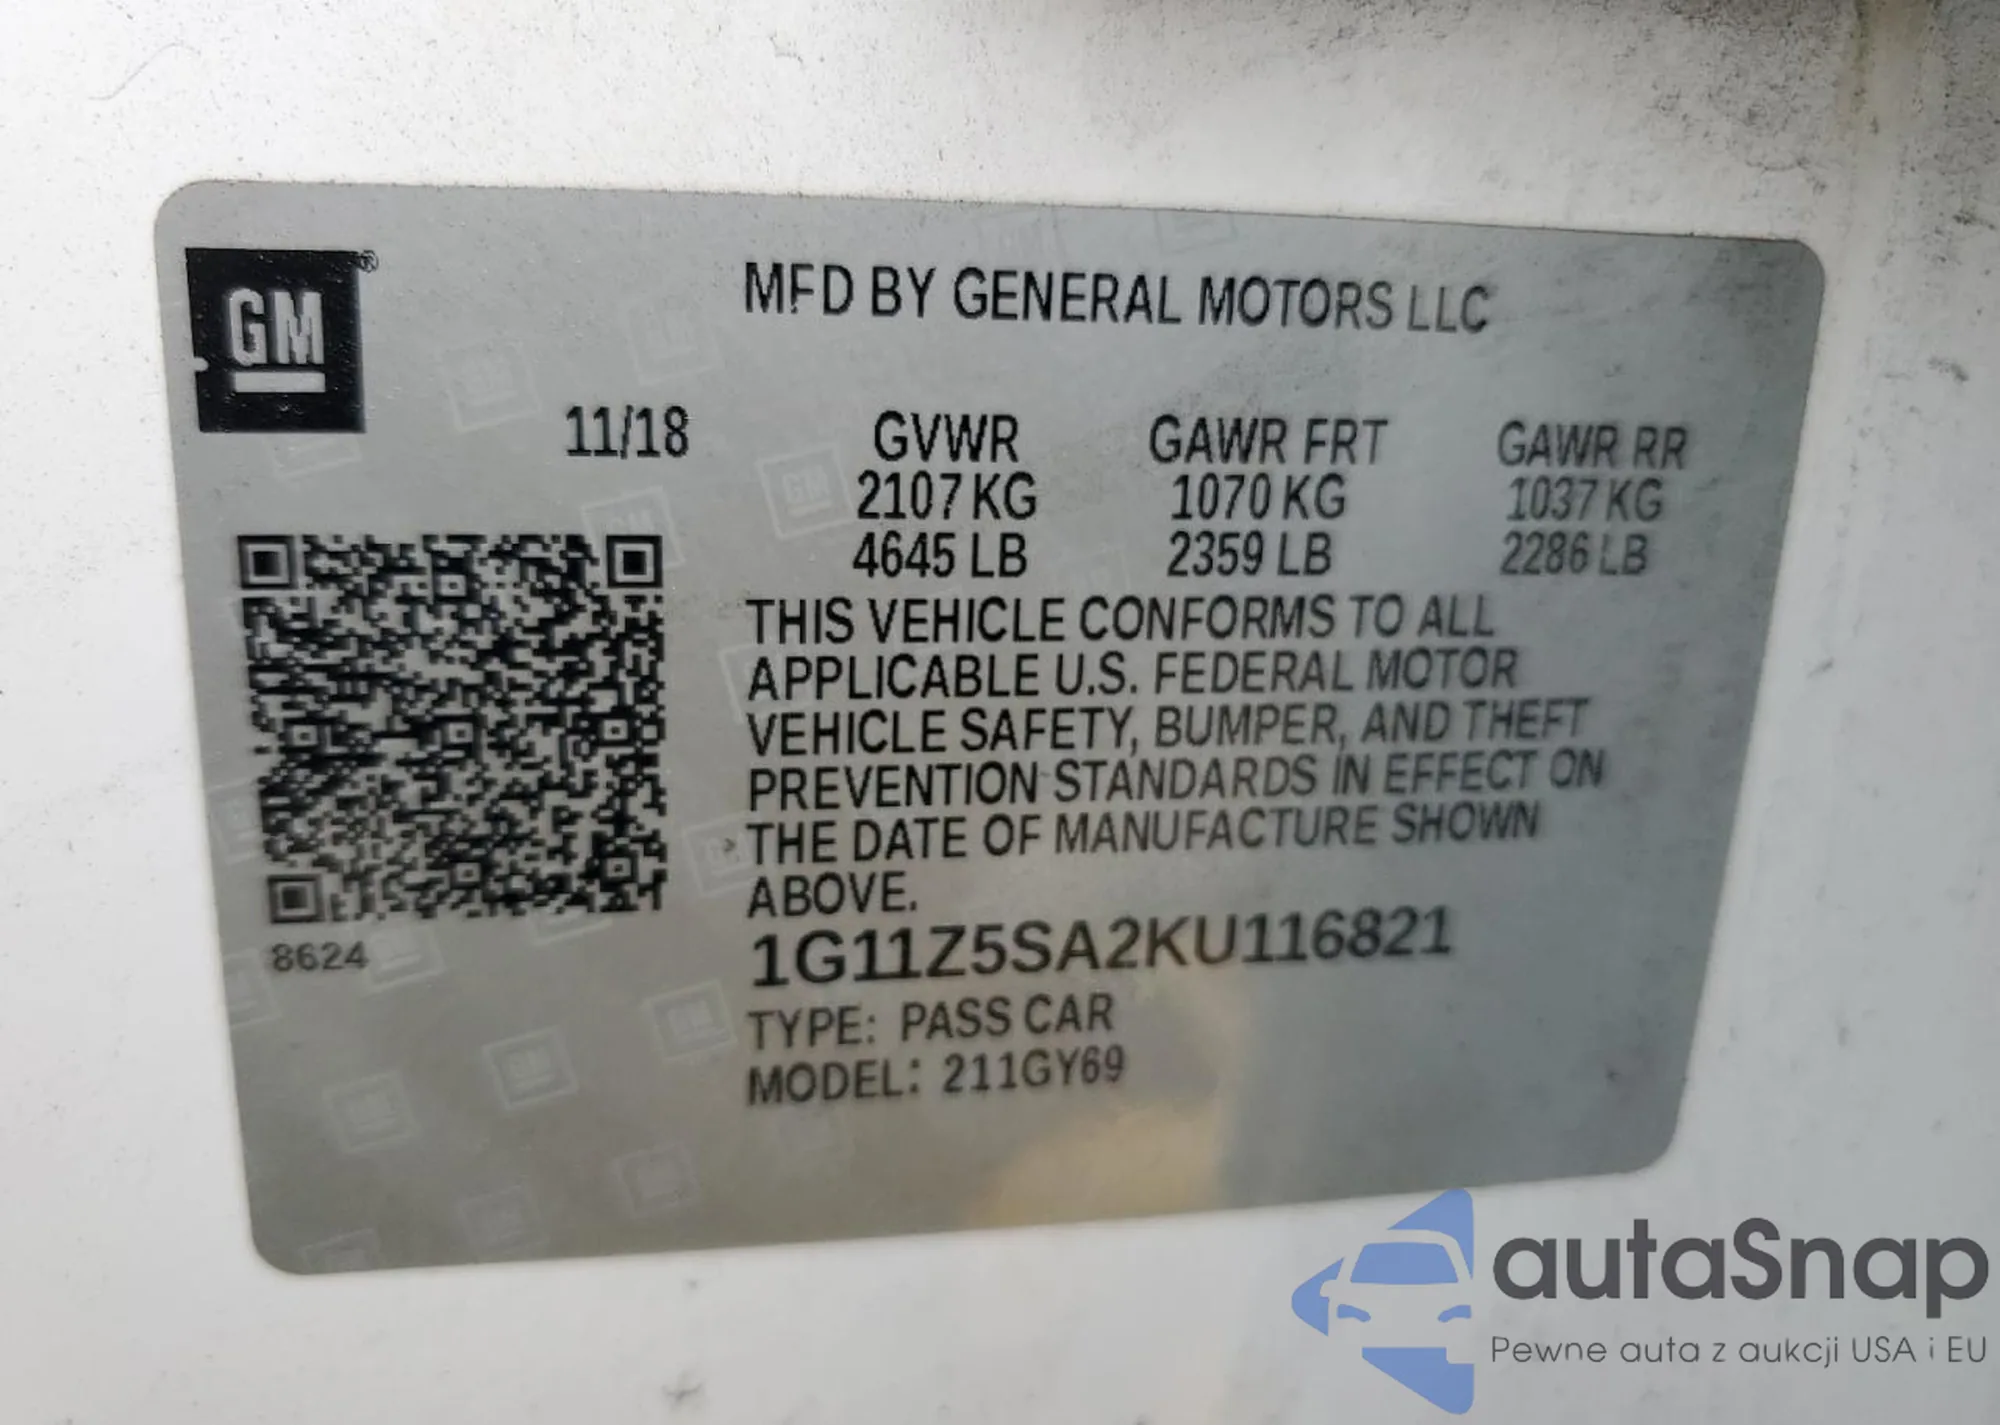 GM®
MFD BY GENERAL MOTORS LLC
11/18 GVWR GAWR FRT GAWR RR
2107 KG 1070 KG 1037 KG
4645 LB 2359 LB 2286 LB
THIS VEHICLE CONFORMS TO ALL
APPLICABLE U.S. FEDERAL MOTOR
VEHICLE SAFETY, BUMPER, AND THEFT
PREVENTION STANDARDS IN EFFECT ON
THE DATE OF MANUFACTURE SHOWN
ABOVE.
8624
1G11Z5SA2KU116821
TYPE: PASS CAR
MODEL: 211GY69
autaSnap
Pewne auta z aukcji USA i EU